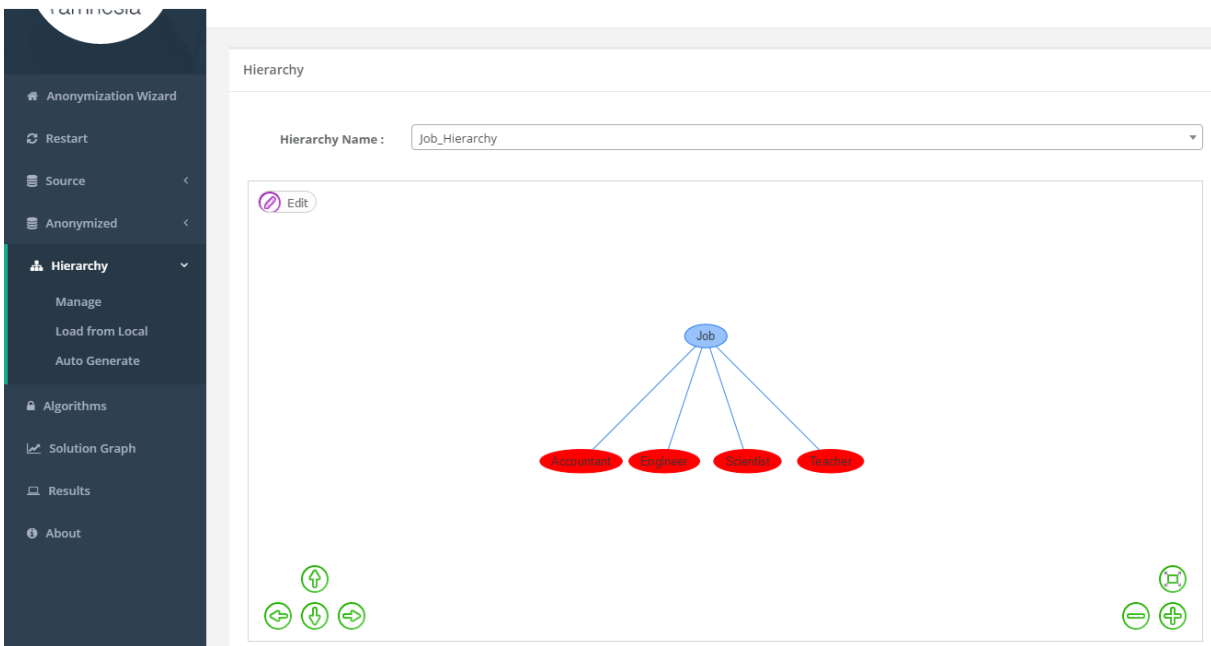 Anonymization Wizard
Restart
Source
Anonymized
Hierarchy
Manage
Load from Local
Auto Generate
Algorithms
Solution Graph
Results
About
Hierarchy
Hierarchy Name :
Job_Hierarchy
Edit
Job
Accountant Engineer Scientist Teacher